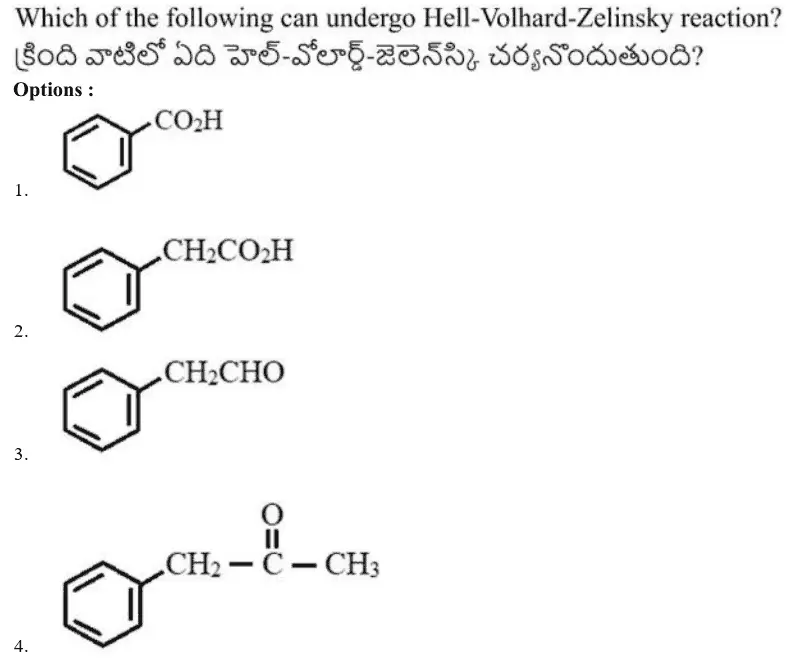 Which of the following can undergo Hell-Volhard-Zelinsky reaction?
క్రింది వాటిలో ఏది హెల్-వోలార్డ్-జెలెన్‌స్కి చర్యనొందుతుంది?
Options :
CO₂H
1.
CH₂CO₂H
2.
CH₂CHO
3.
O
CH₂ — C — CH₃
4.